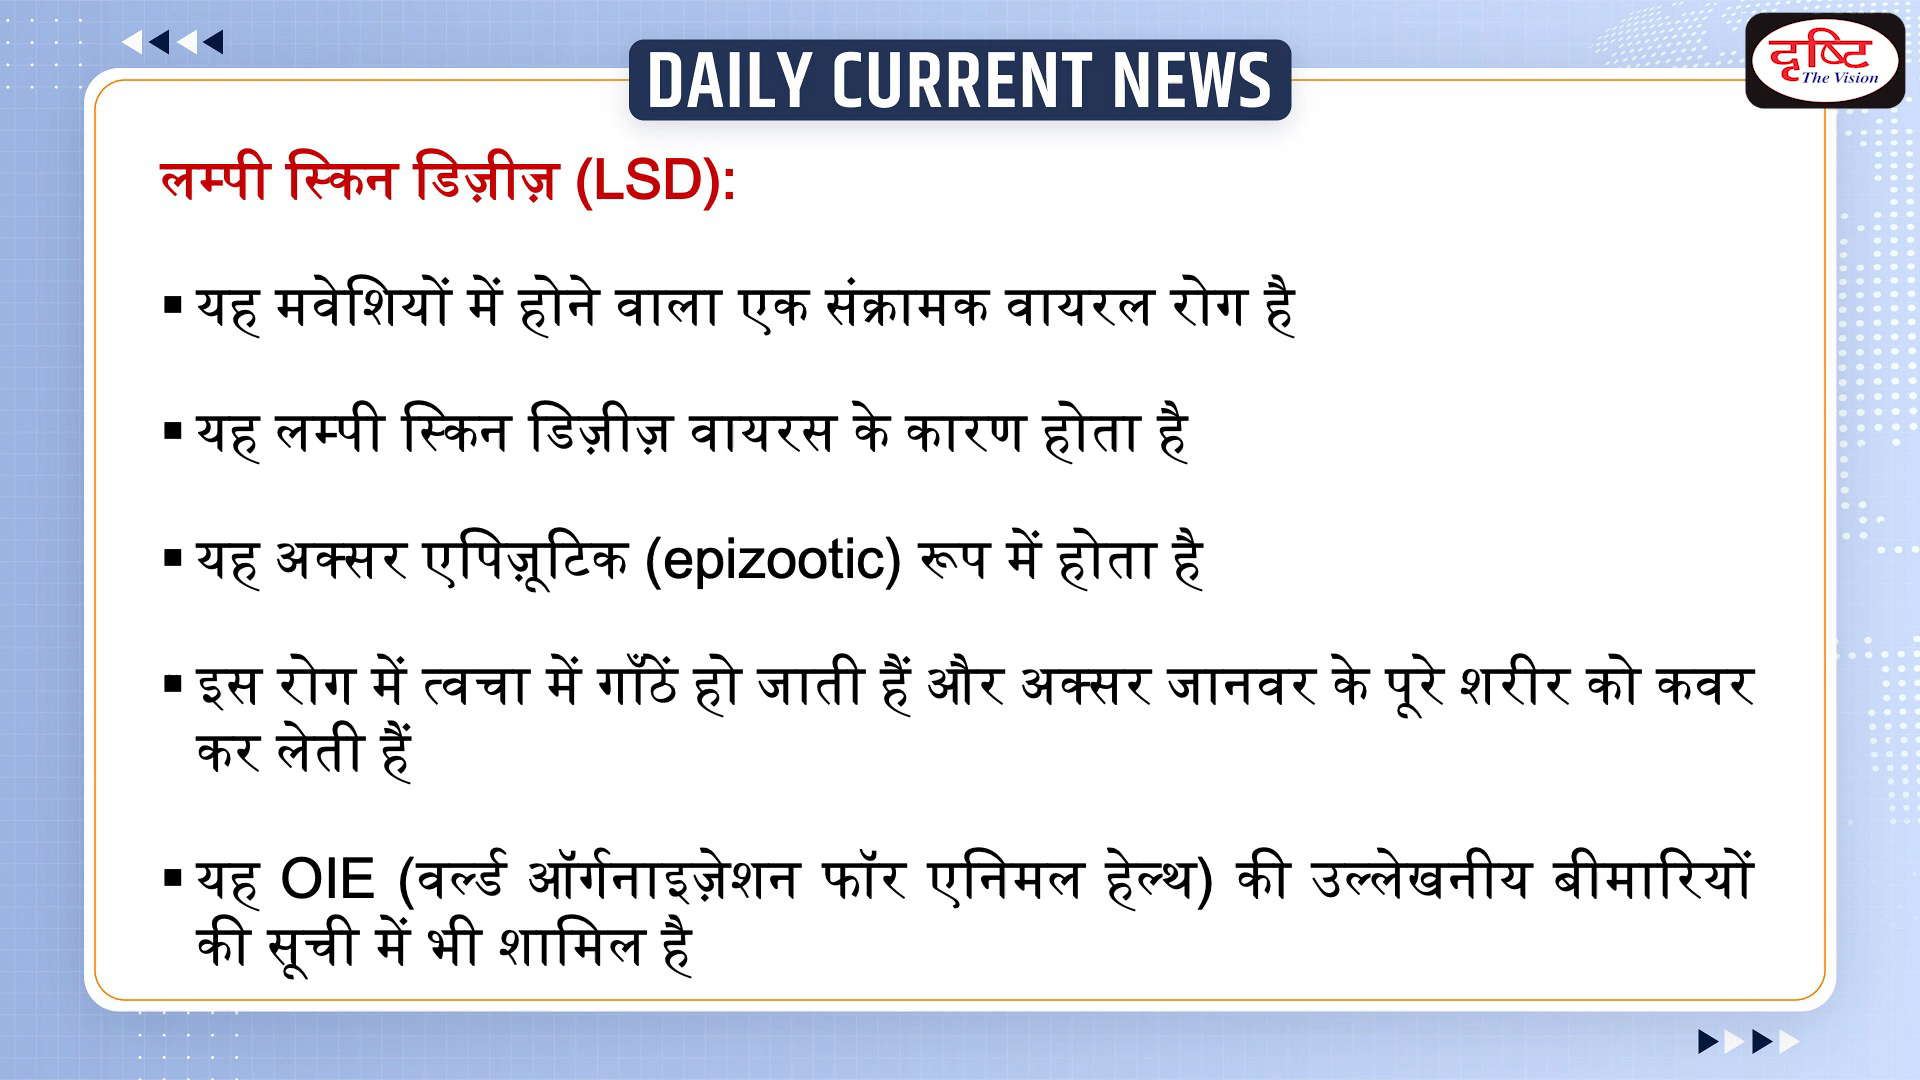 DAILY CURRENT NEWS
दृष्टि
The Vision
लम्पी स्किन डिज़ीज़ (LSD):
▪ यह मवेशियों में होने वाला एक संक्रामक वायरल रोग है
▪ यह लम्पी स्किन डिज़ीज़ वायरस के कारण होता है
▪ यह अक्सर एपिज़ूटिक (epizootic) रूप में होता है
▪ इस रोग में त्वचा में गाँठें हो जाती हैं और अक्सर जानवर के पूरे शरीर को कवर
कर लेती हैं
▪ यह OIE (वर्ल्ड ऑर्गनाइज़ेशन फॉर एनिमल हेल्थ) की उल्लेखनीय बीमारियों
की सूची में भी शामिल है